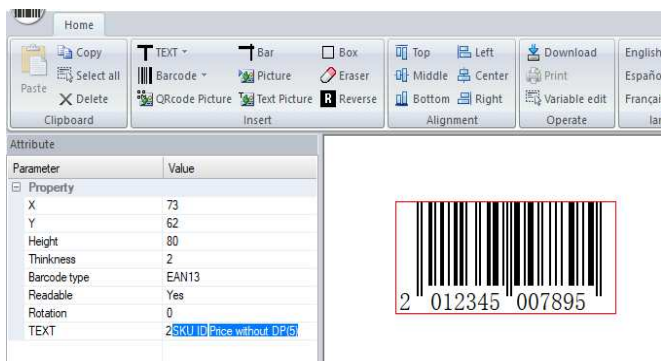 Home
Copy
Select all
Paste
Delete
Clipboard
TEXT
Bar
Box
Barcode
Picture
Eraser
QRcode Picture
Text Picture
R Reverse
Insert
Top
Left
Middle
Center
Bottom
Right
Alignment
Download
Print
Variable edit
Operate
English
Españo
Françai
lar
Attribute
Parameter Value
Property
X 73
Y 62
Height 80
Thinkness 2
Barcode type EAN13
Readable Yes
Rotation 0
TEXT 2SKU ID Price without DP(5)
2 012345 007895